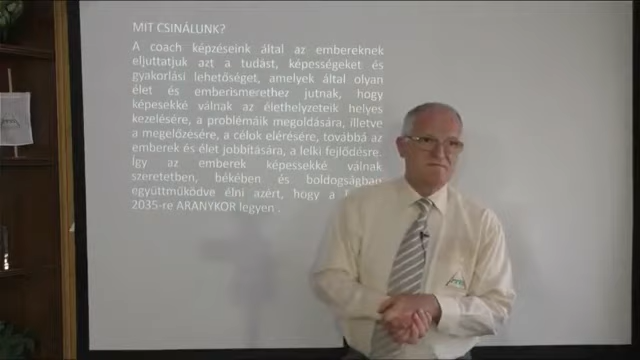 MIT CSINÁLUNK?
A coach képzéseink által az embereknek
eljuttatjuk azt a tudást, képességeket és
gyakorlási lehetőséget, amelyek által olyan
élet és emberismerethez jutnak, hogy
képesekké válnak az élethelyzeteik helyes
kezelésére, a problémáik megoldására, illetve
a megelőzésére, a célok elérésére, továbbá az
emberek és élet jobbítására, a lelki fejlődésre.
Így az emberek képessekké válnak
szeretetben, békében és boldogságban
együttműködve élni azért, hogy a
2035-re ARANYKOR legyen .